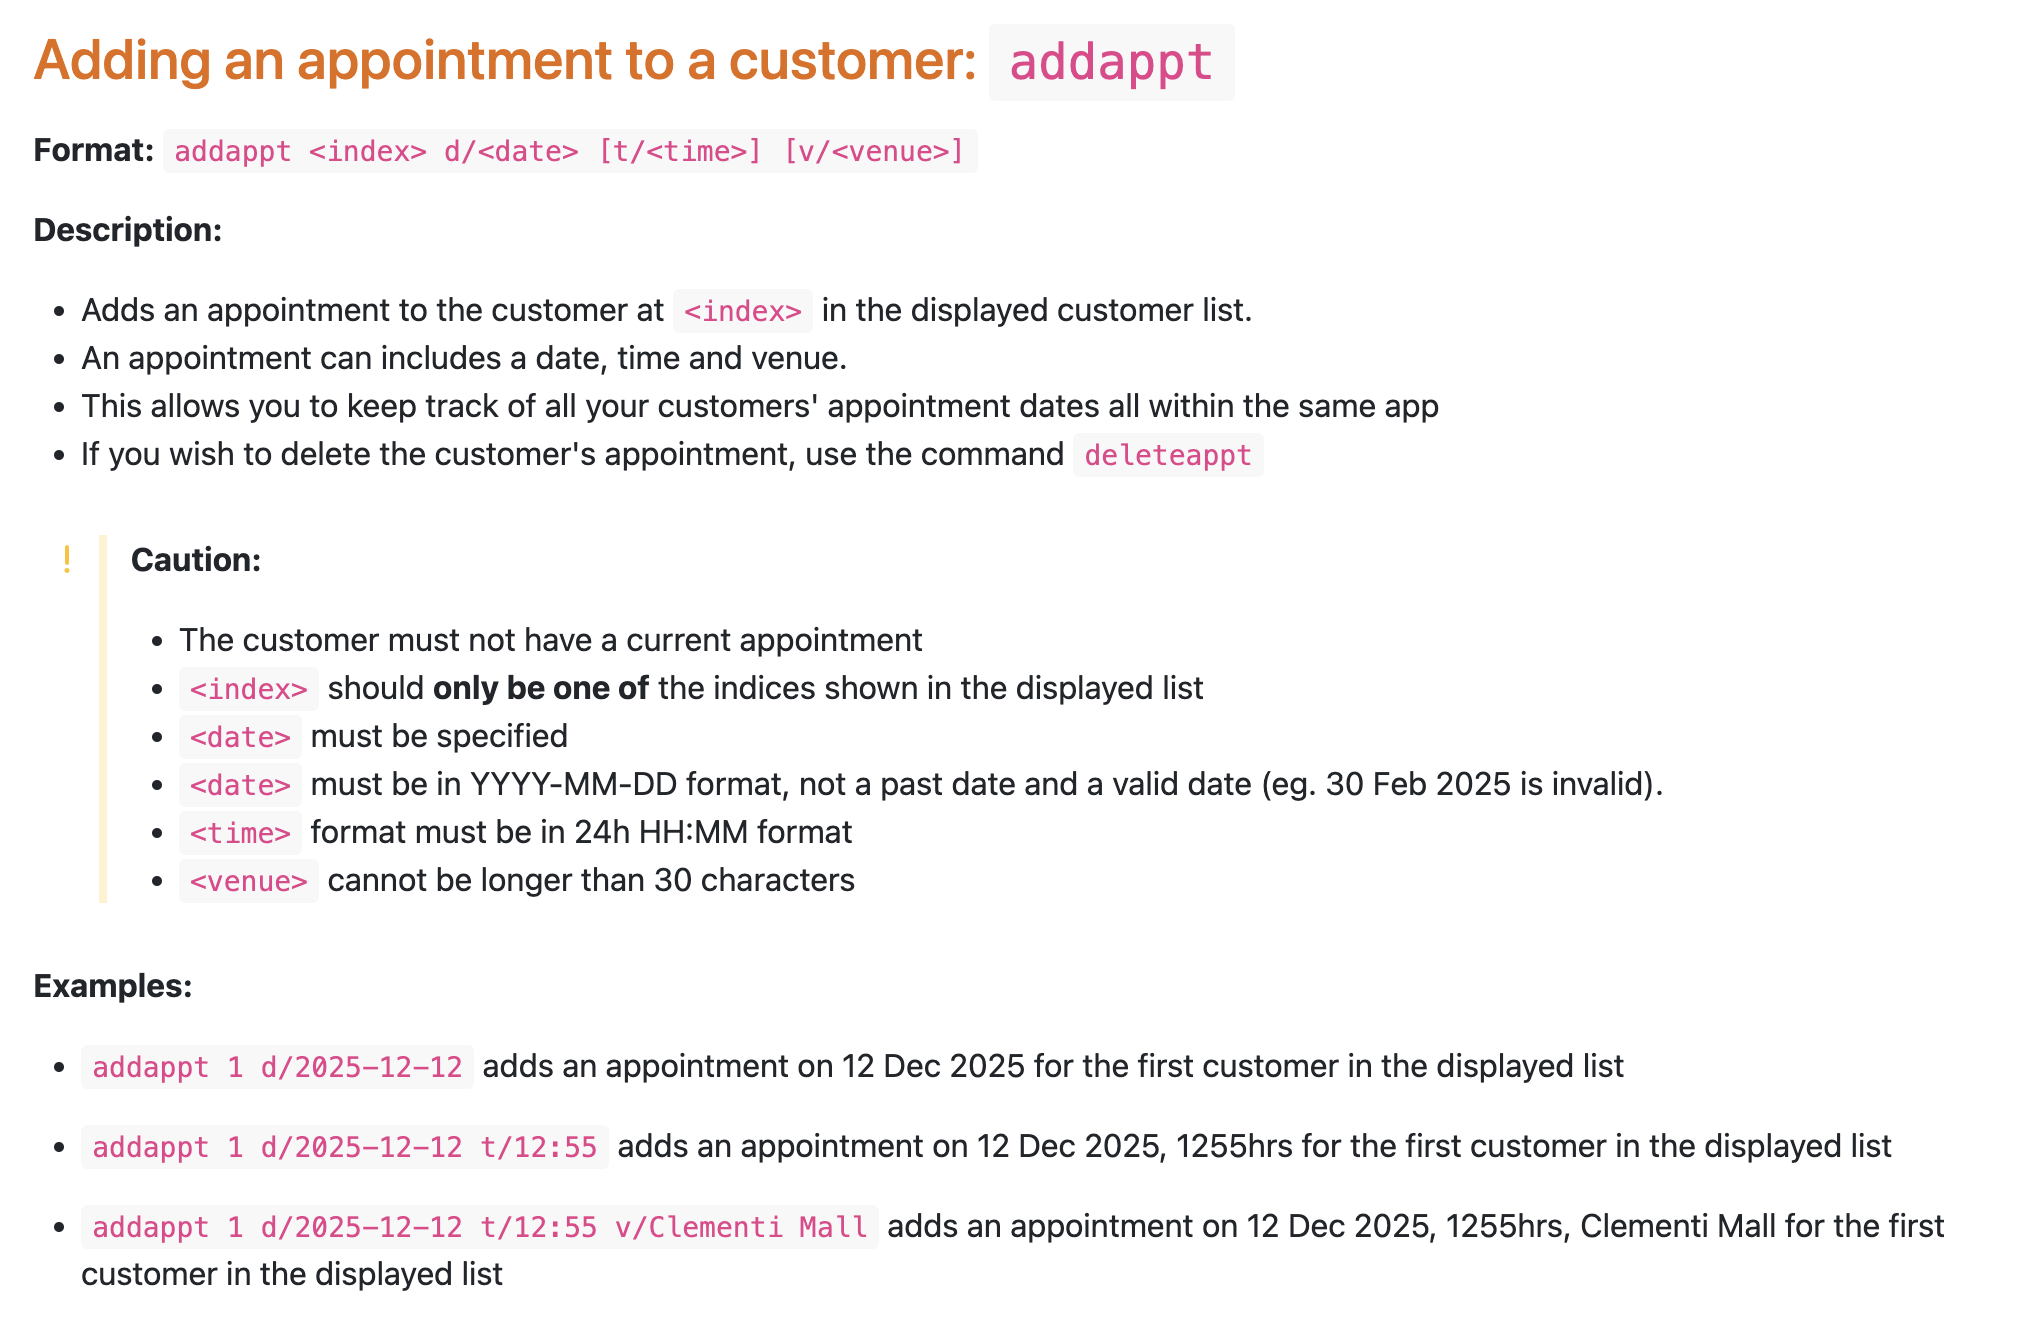 Adding an appointment to a customer: addappt
Format: addappt <index> d/<date> [t/<time>] [v/<venue>]
Description:
• Adds an appointment to the customer at <index> in the displayed customer list.
• An appointment can includes a date, time and venue.
• This allows you to keep track of all your customers' appointment dates all within the same app
• If you wish to delete the customer's appointment, use the command deleteappt
! Caution:
• The customer must not have a current appointment
• <index> should only be one of the indices shown in the displayed list
• <date> must be specified
• <date> must be in YYYY-MM-DD format, not a past date and a valid date (eg. 30 Feb 2025 is invalid).
• <time> format must be in 24h HH:MM format
• <venue> cannot be longer than 30 characters
Examples:
• addappt 1 d/2025-12-12 adds an appointment on 12 Dec 2025 for the first customer in the displayed list
• addappt 1 d/2025-12-12 t/12:55 adds an appointment on 12 Dec 2025, 1255hrs for the first customer in the displayed list
• addappt 1 d/2025-12-12 t/12:55 v/Clementi Mall adds an appointment on 12 Dec 2025, 1255hrs, Clementi Mall for the first
customer in the displayed list